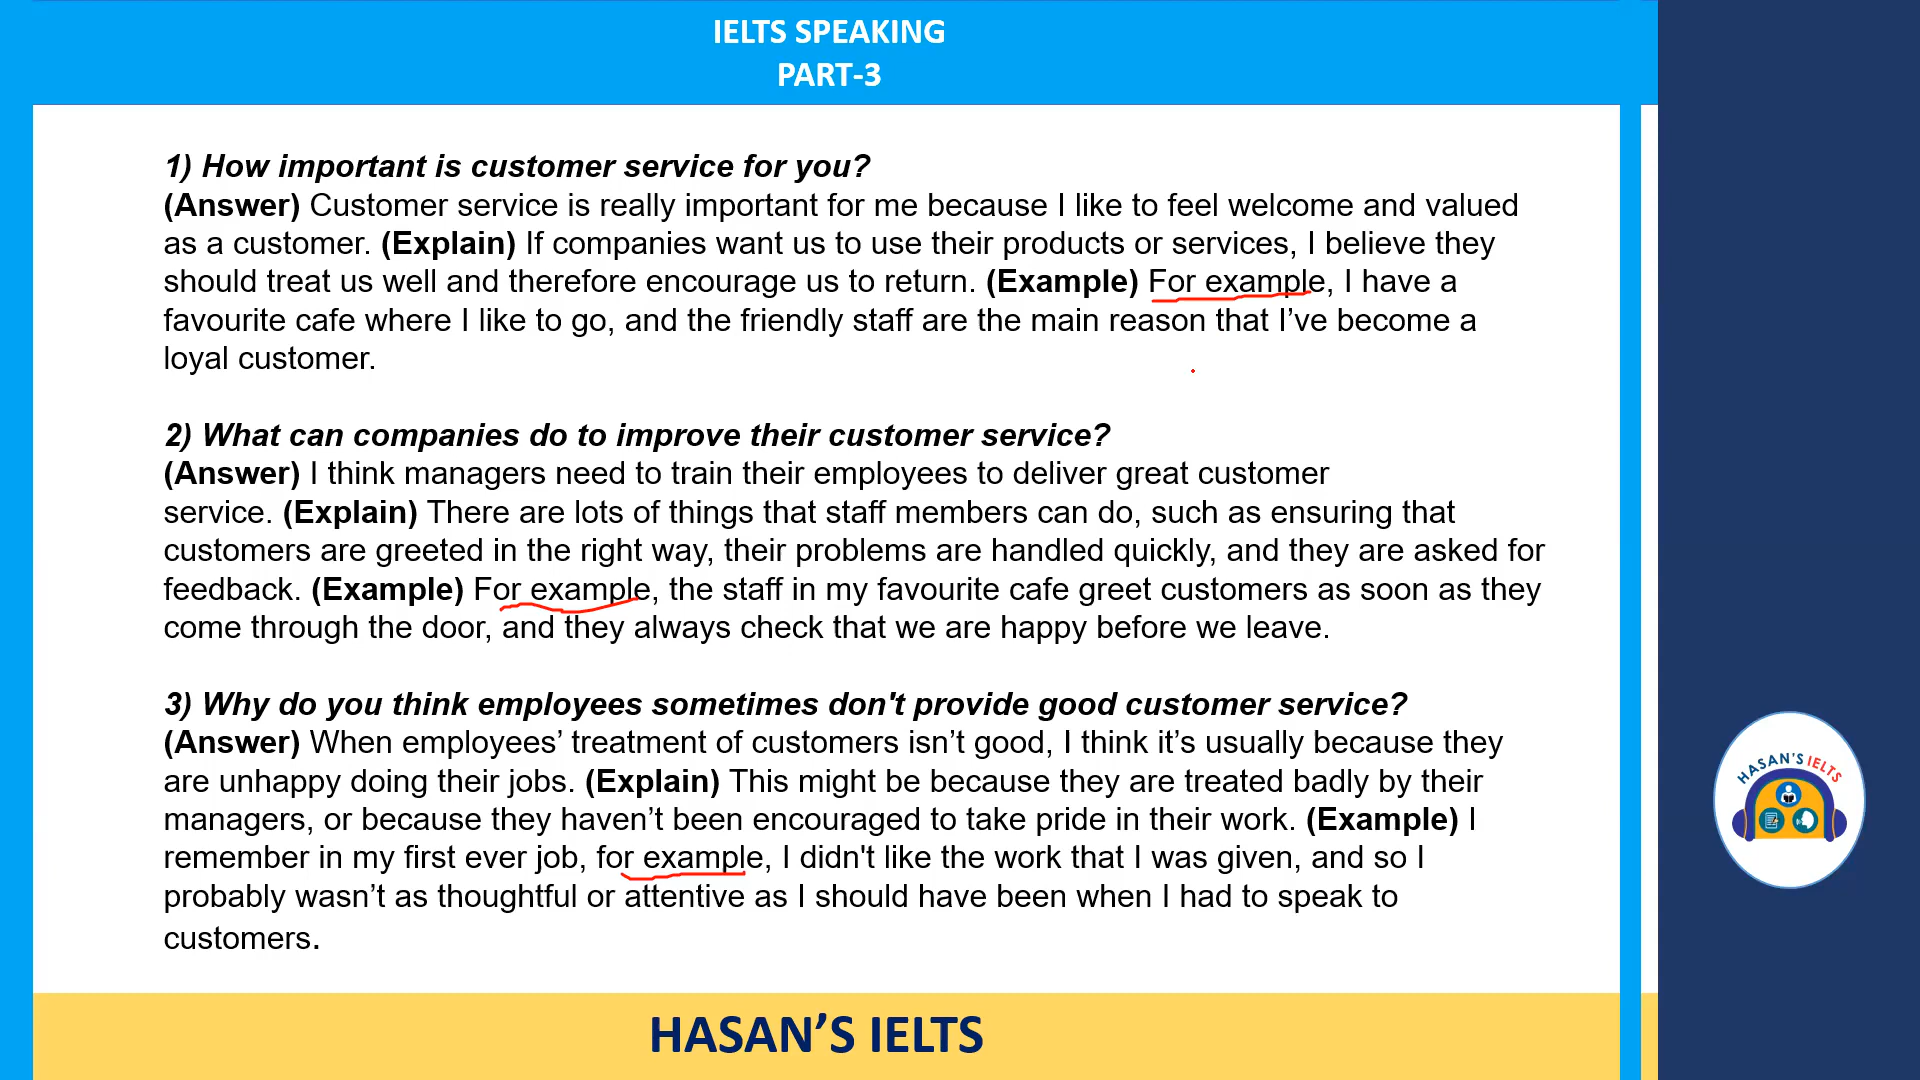 IELTS SPEAKING
PART-3
1) How important is customer service for you?
(Answer) Customer service is really important for me because I like to feel welcome and valued
as a customer. (Explain) If companies want us to use their products or services, I believe they
should treat us well and therefore encourage us to return. (Example) For example, I have a
favourite cafe where I like to go, and the friendly staff are the main reason that I’ve become a
loyal customer.
2) What can companies do to improve their customer service?
(Answer) I think managers need to train their employees to deliver great customer
service. (Explain) There are lots of things that staff members can do, such as ensuring that
customers are greeted in the right way, their problems are handled quickly, and they are asked for
feedback. (Example) For example, the staff in my favourite cafe greet customers as soon as they
come through the door, and they always check that we are happy before we leave.
3) Why do you think employees sometimes don't provide good customer service?
(Answer) When employees’ treatment of customers isn’t good, I think it’s usually because they
are unhappy doing their jobs. (Explain) This might be because they are treated badly by their
managers, or because they haven’t been encouraged to take pride in their work. (Example) I
remember in my first ever job, for example, I didn't like the work that I was given, and so I
probably wasn’t as thoughtful or attentive as I should have been when I had to speak to
customers.
HASAN’S IELTS
HASAN'S IELTS